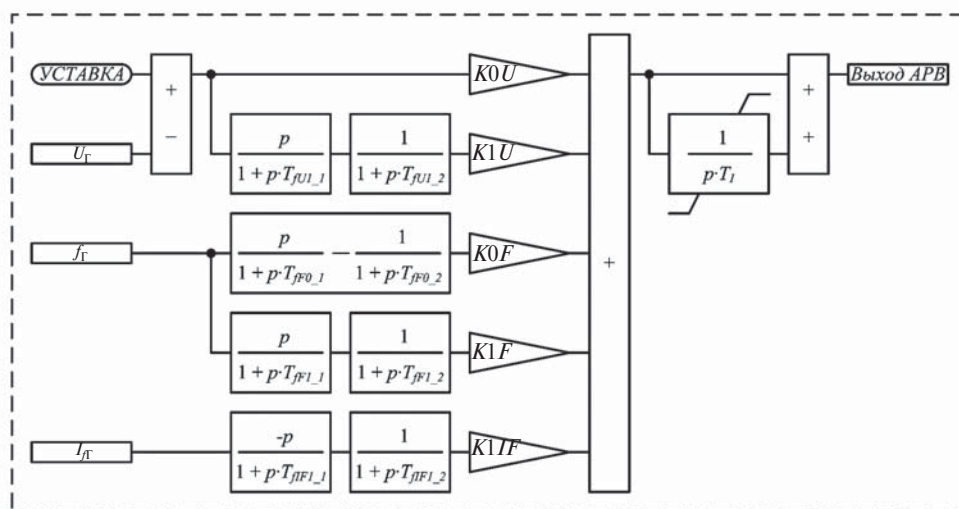 УСТАВКА
+
−
K0U
Выход АРВ
+
+
U_Г
p
1 + p·T_fU1_1
1
1 + p·T_fU1_2
K1U
1
p·T_I
f_Г
p
1 + p·T_fF0_1
−
1
1 + p·T_fF0_2
K0F
+
p
1 + p·T_fF1_1
1
1 + p·T_fF1_2
K1F
I_fГ
-p
1 + p·T_fIF1_1
1
1 + p·T_fIF1_2
K1IF